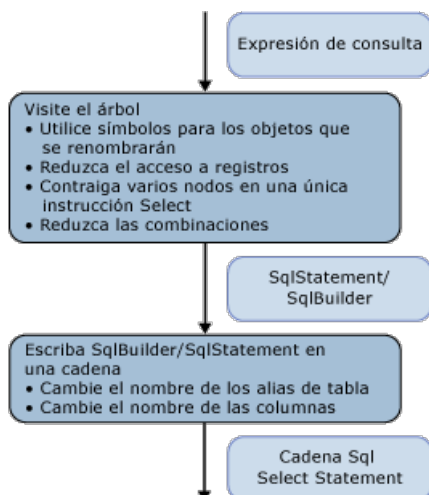 Expresión de consulta
Visite el árbol
• Utilice símbolos para los objetos que
se renombrarán
• Reduzca el acceso a registros
• Contraiga varios nodos en una única
instrucción Select
• Reduzca las combinaciones
SqlStatement/
SqlBuilder
Escriba SqlBuilder/SqlStatement en
una cadena
• Cambie el nombre de los alias de tabla
• Cambie el nombre de las columnas
Cadena Sql
Select Statement